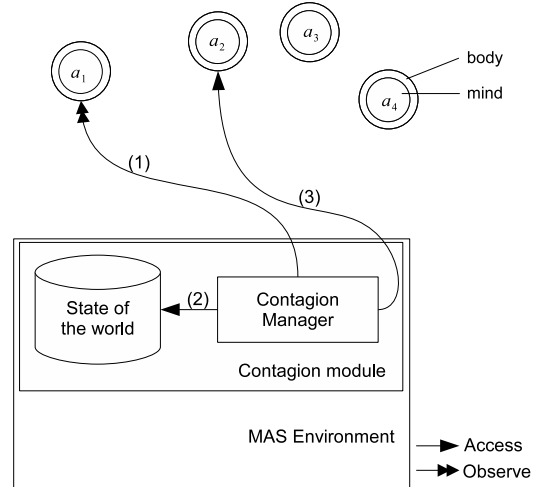 a1
a2
a3
a4
body
mind
(1)
(3)
State of
the world
(2)
Contagion
Manager
Contagion module
MAS Environment
Access
Observe